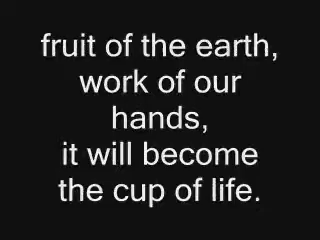 fruit of the earth,
work of our
hands,
it will become
the cup of life.